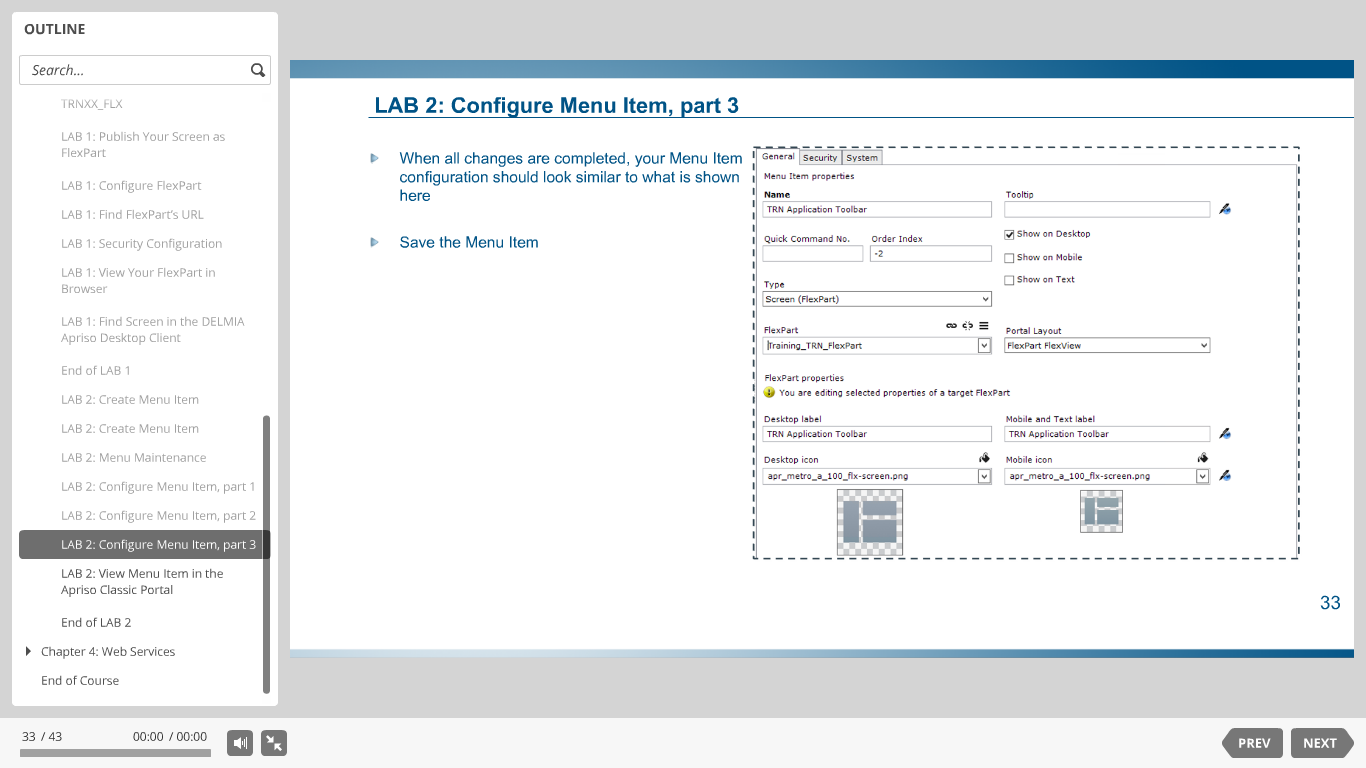 OUTLINE
Search...
TRNXX_FLX
LAB 1: Publish Your Screen as
FlexPart
LAB 1: Configure FlexPart
LAB 1: Find FlexPart's URL
LAB 1: Security Configuration
LAB 1: View Your FlexPart in
Browser
LAB 1: Find Screen in the DELMIA
Apriso Desktop Client
End of LAB 1
LAB 2: Create Menu Item
LAB 2: Create Menu Item
LAB 2: Menu Maintenance
LAB 2: Configure Menu Item, part 1
LAB 2: Configure Menu Item, part 2
LAB 2: Configure Menu Item, part 3
LAB 2: View Menu Item in the
Apriso Classic Portal
End of LAB 2
Chapter 4: Web Services
End of Course
LAB 2: Configure Menu Item, part 3
When all changes are completed, your Menu Item
configuration should look similar to what is shown
here
Save the Menu Item
General Security System
Menu Item properties
Name Tooltip
TRN Application Toolbar
Quick Command No. Order Index Show on Desktop
-2
Show on Mobile
Show on Text
Type
Screen (FlexPart)
FlexPart Portal Layout
Training_TRN_FlexPart FlexPart FlexView
FlexPart properties
You are editing selected properties of a target FlexPart
Desktop label Mobile and Text label
TRN Application Toolbar TRN Application Toolbar
Desktop icon Mobile icon
apr_metro_a_100_flx-screen.png apr_metro_a_100_flx-screen.png
33
33 / 43 00:00 / 00:00
PREV NEXT